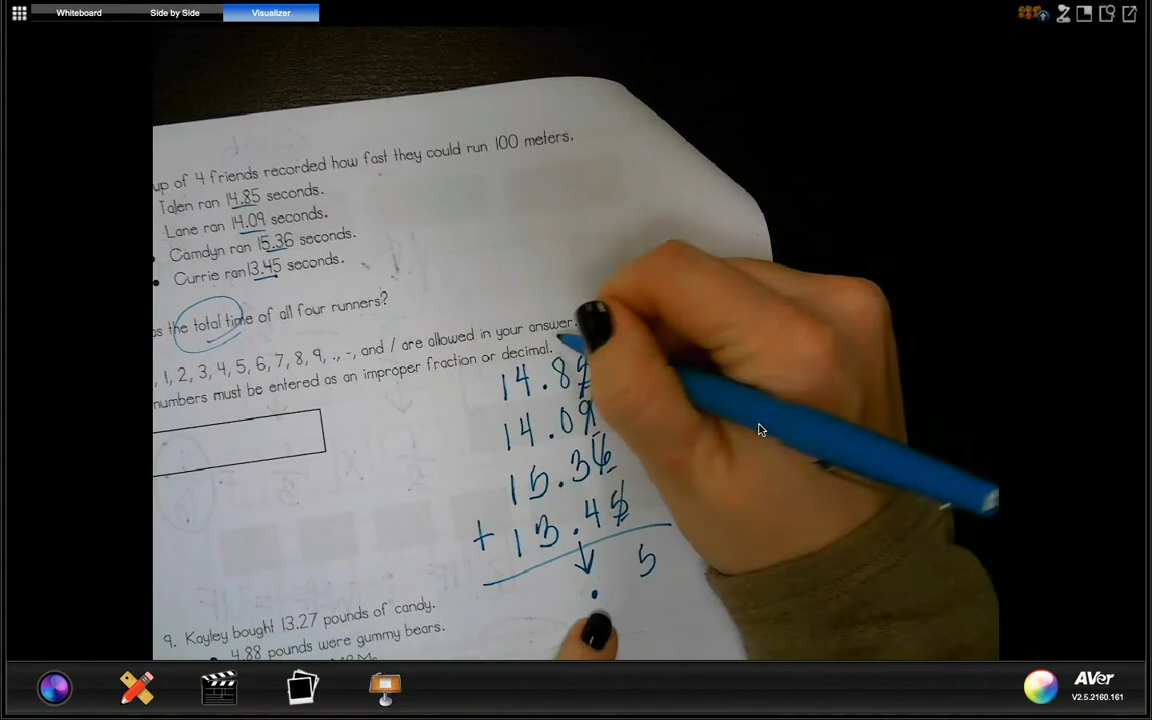 Whiteboard Side by Side Visualizer
up of 4 friends recorded how fast they could run 100 meters.
Talen ran 14.85 seconds.
Lane ran 14.09 seconds.
Camdyn ran 15.36 seconds.
Currie ran 13.45 seconds.
as the total time of all four runners?
, 1, 2, 3, 4, 5, 6, 7, 8, 9, ., -, and / are allowed in your answer.
numbers must be entered as an improper fraction or decimal.
14.85
14.09
15.36
+ 13.45
. 5
9. Kayley bought 13.27 pounds of candy.
4.88 pounds were gummy bears.
AVer
V2.5.2160.161